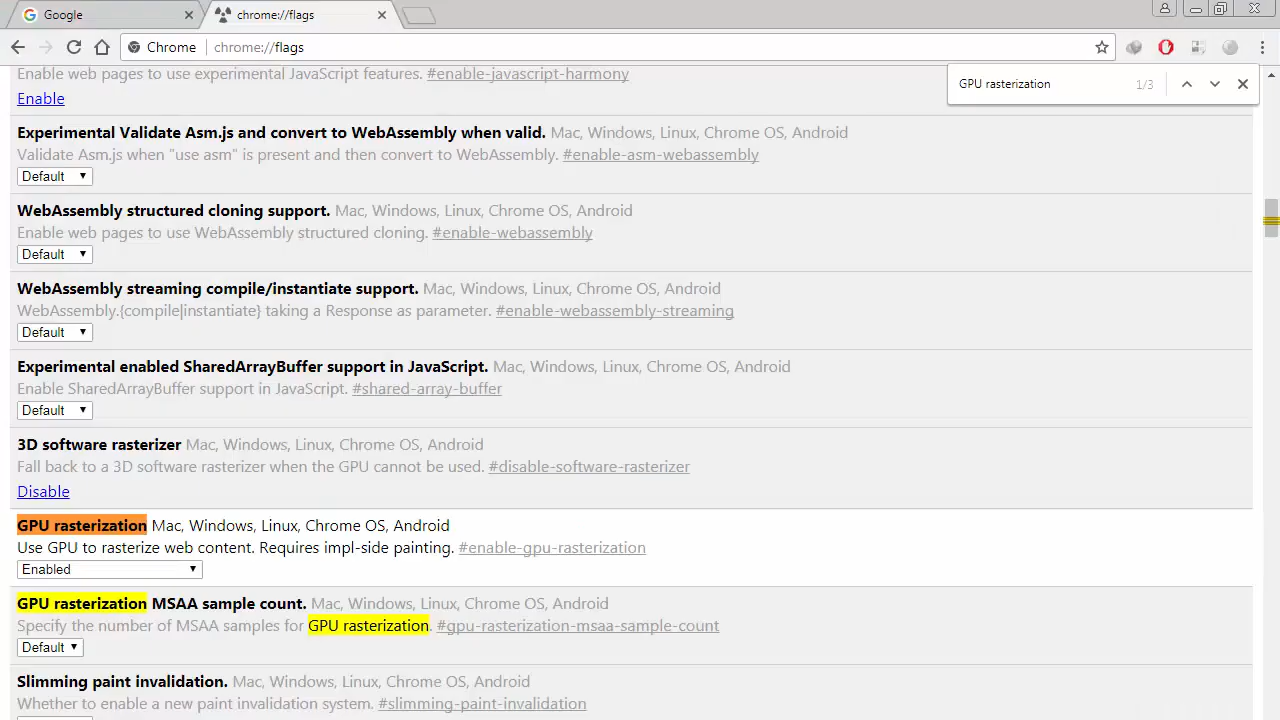 Google
chrome://flags
Chrome
chrome://flags
GPU rasterization
1/3
Enable web pages to use experimental JavaScript features. #enable-javascript-harmony
Enable
Experimental Validate Asm.js and convert to WebAssembly when valid. Mac, Windows, Linux, Chrome OS, Android
Validate Asm.js when "use asm" is present and then convert to WebAssembly. #enable-asm-webassembly
Default
WebAssembly structured cloning support. Mac, Windows, Linux, Chrome OS, Android
Enable web pages to use WebAssembly structured cloning. #enable-webassembly
Default
WebAssembly streaming compile/instantiate support. Mac, Windows, Linux, Chrome OS, Android
WebAssembly.{compile|instantiate} taking a Response as parameter. #enable-webassembly-streaming
Default
Experimental enabled SharedArrayBuffer support in JavaScript. Mac, Windows, Linux, Chrome OS, Android
Enable SharedArrayBuffer support in JavaScript. #shared-array-buffer
Default
3D software rasterizer Mac, Windows, Linux, Chrome OS, Android
Fall back to a 3D software rasterizer when the GPU cannot be used. #disable-software-rasterizer
Disable
GPU rasterization Mac, Windows, Linux, Chrome OS, Android
Use GPU to rasterize web content. Requires impl-side painting. #enable-gpu-rasterization
Enabled
GPU rasterization MSAA sample count. Mac, Windows, Linux, Chrome OS, Android
Specify the number of MSAA samples for GPU rasterization. #gpu-rasterization-msaa-sample-count
Default
Slimming paint invalidation. Mac, Windows, Linux, Chrome OS, Android
Whether to enable a new paint invalidation system. #slimming-paint-invalidation